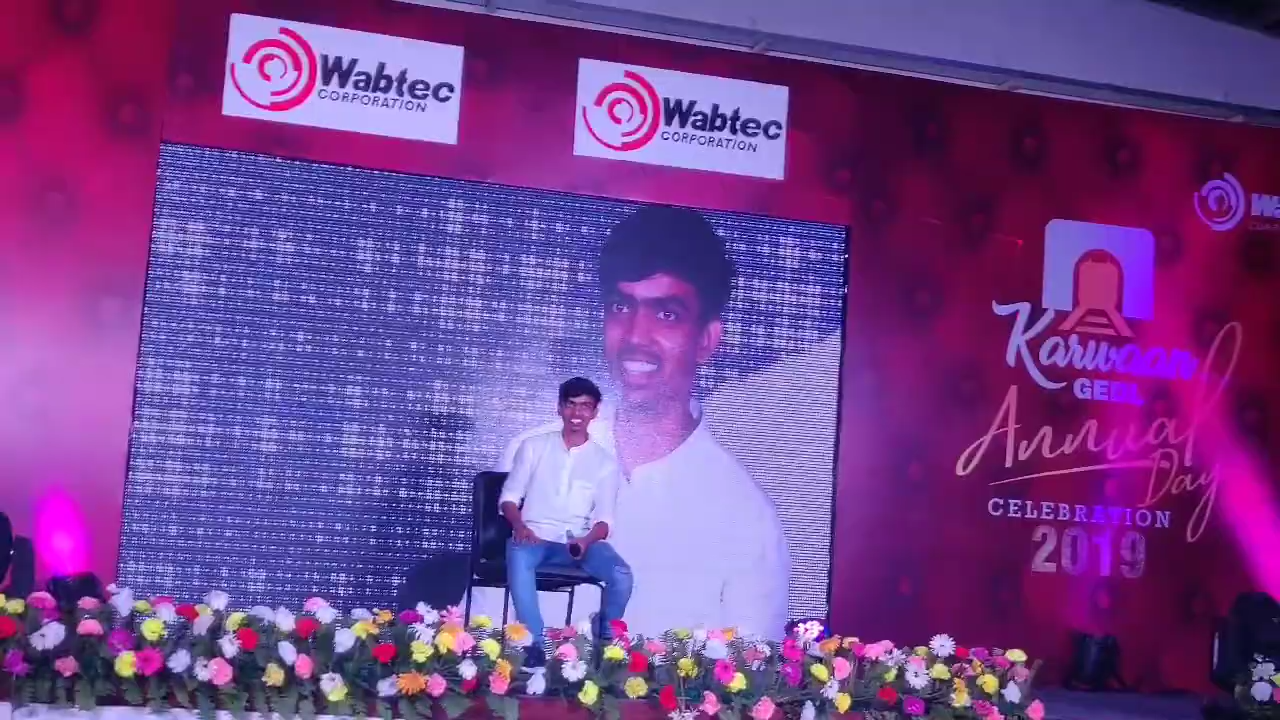 Wabtec
CORPORATION
Wabtec
CORPORATION
Karwaan
Annual
Day
CELEBRATION
2019